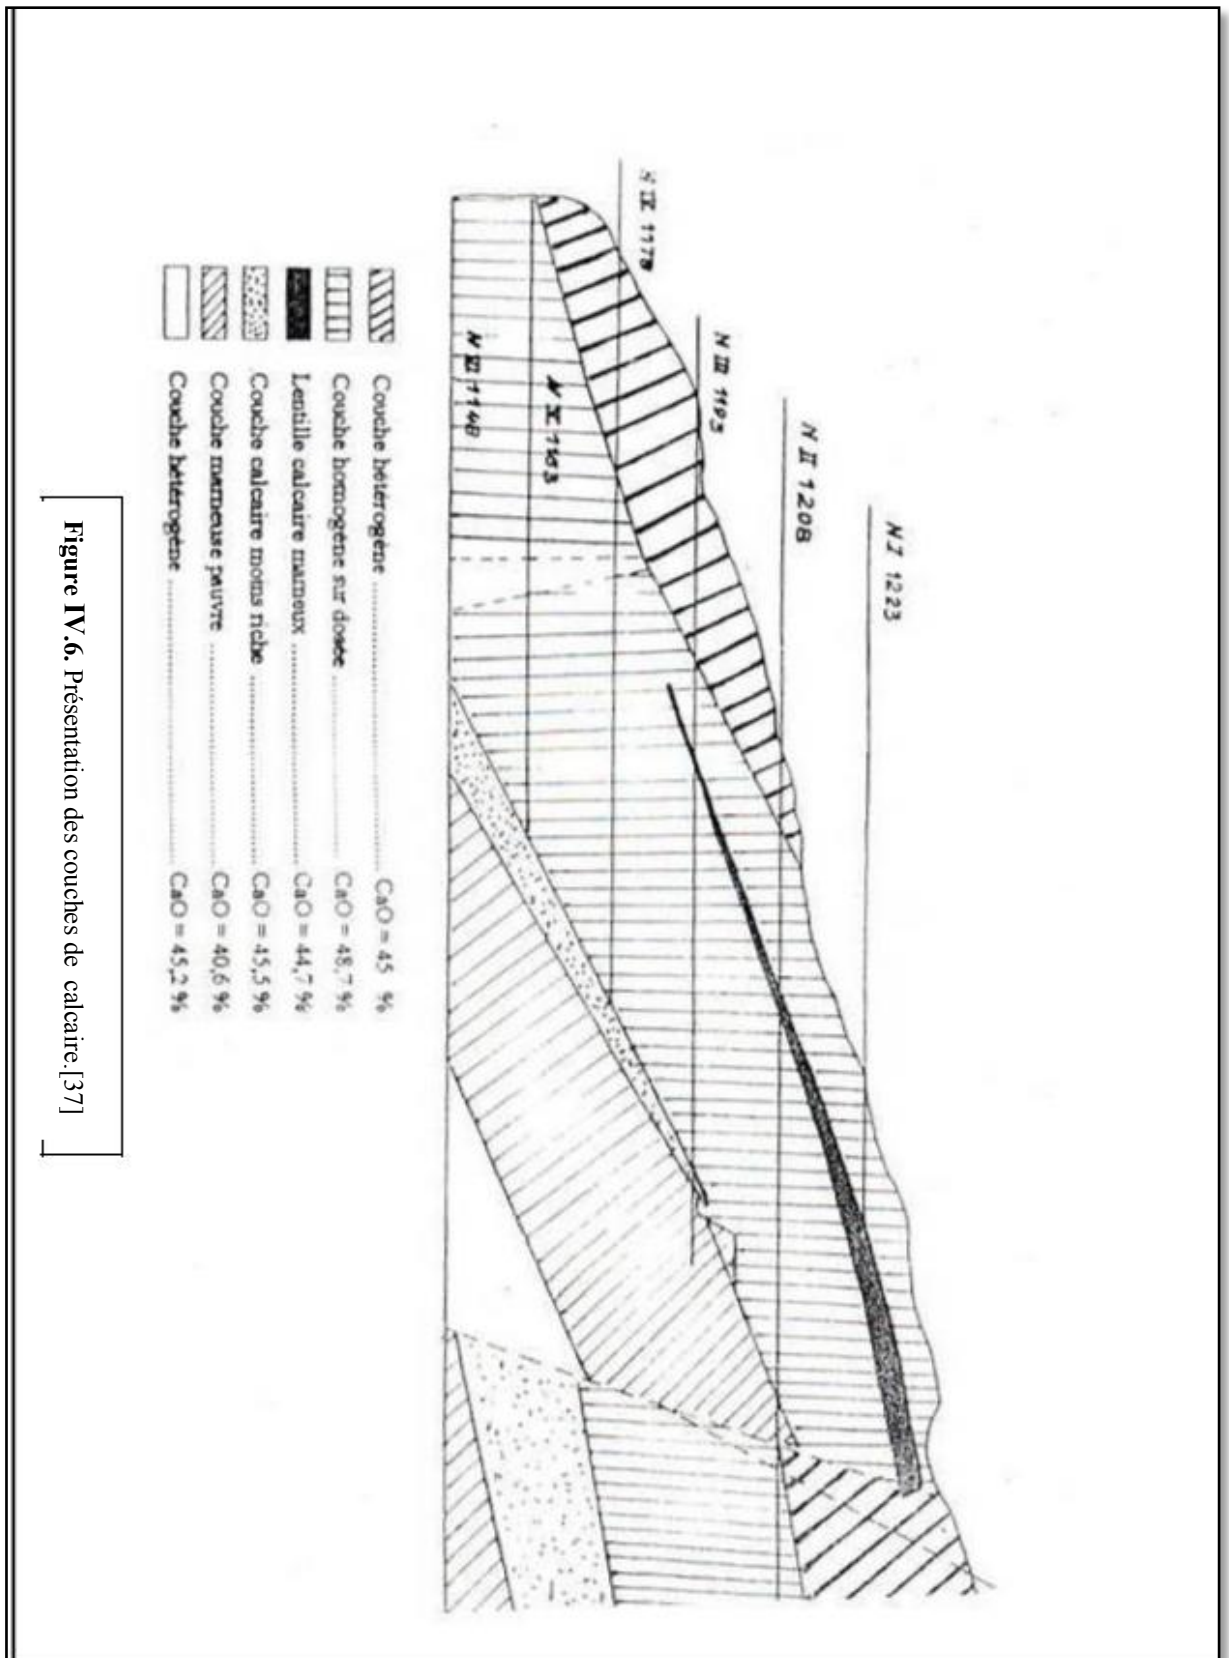 N I 1223
N II 1208
N III 1193
N IX 1178
N X 1163
N VI 1148
Couche hétérogène .................... CaO = 45 %
Couche homogène sur dosée .................... CaO = 48,7 %
Lentille calcaire marneux .................... CaO = 44,7 %
Couche calcaire moins riche .................... CaO = 45,5 %
Couche marneuse pauvre .................... CaO = 40,6 %
Couche hétérogène .................... CaO = 45,2 %
Figure IV.6. Présentation des couches de calcaire.[37]